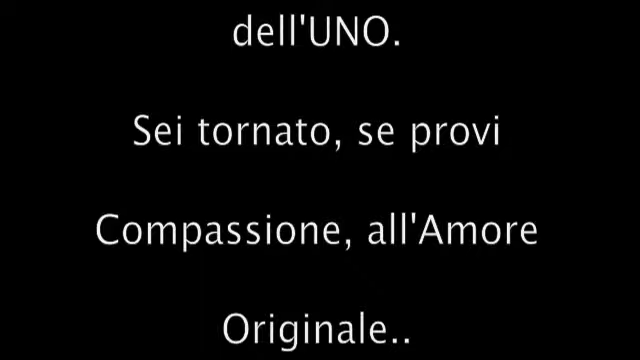 dell'UNO.
Sei tornato, se provi
Compassione, all'Amore
Originale..